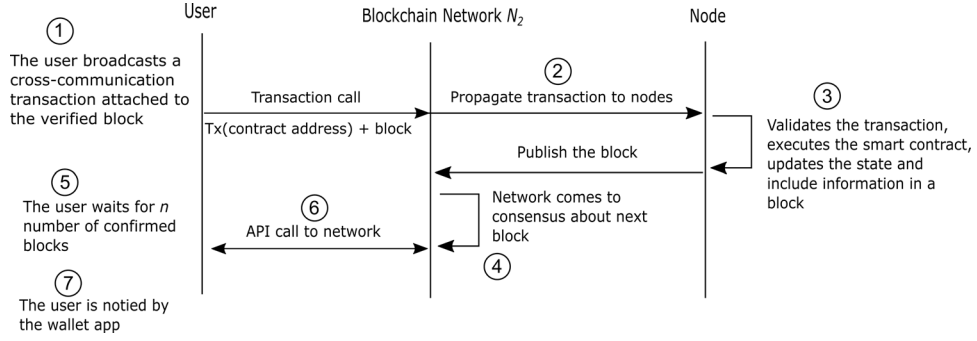 User
Blockchain Network N2
Node
1
The user broadcasts a
cross-communication
transaction attached to
the verified block
Transaction call
Tx(contract address) + block
2
Propagate transaction to nodes
3
Validates the transaction,
executes the smart contract,
updates the state and
include information in a
block
Publish the block
Network comes to
consensus about next
block
4
5
The user waits for n
number of confirmed
blocks
6
API call to network
7
The user is notied by
the wallet app